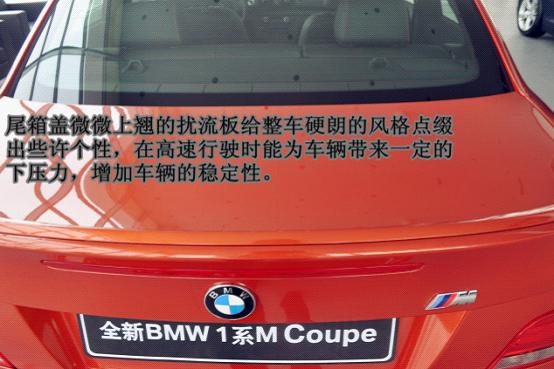 尾箱盖微微上翘的扰流板给整车硬朗的风格点缀
出些许个性，在高速行驶时能为车辆带来一定的
下压力，增加车辆的稳定性。
BMW
M
全新BMW 1系M Coupe